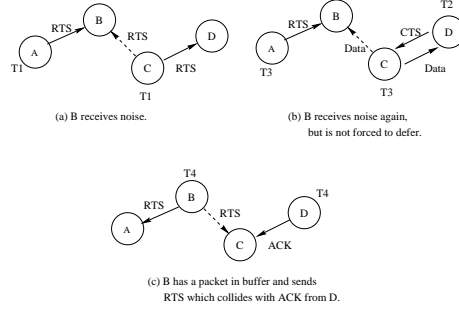 B
RTS
RTS
D
A
C
RTS
T1
T1
(a) B receives noise.
T2
B
RTS
CTS
D
A
Data
C
Data
T3
T3
(b) B receives noise again,
but is not forced to defer.
T4
B
T4
RTS
RTS
D
A
C
ACK
(c) B has a packet in buffer and sends
RTS which collides with ACK from D.